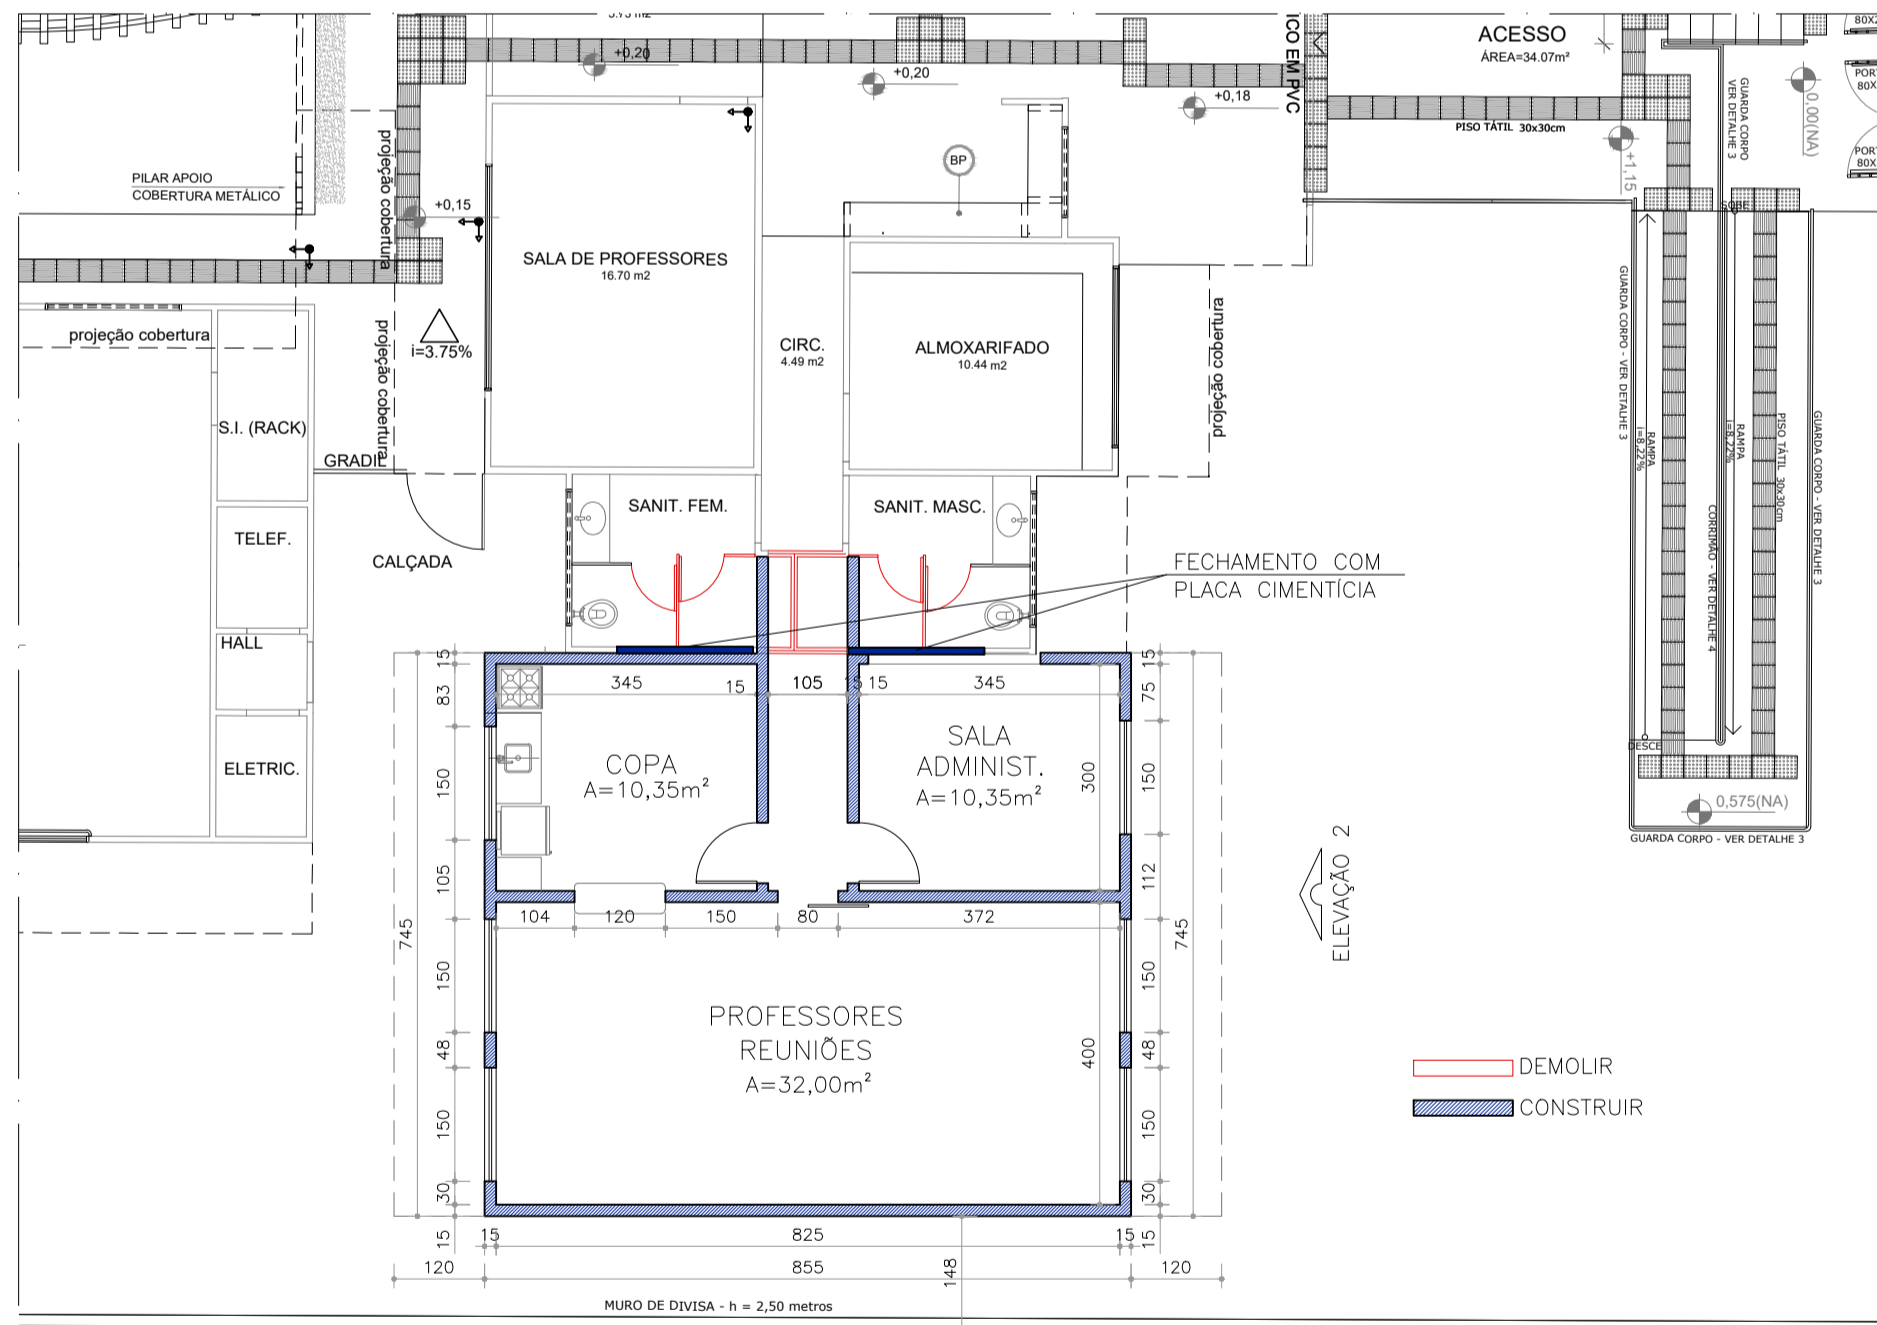 +0,20
+0,20
+0,18
ICO EM PVC
ACESSO
ÁREA=34.07m²
PISO TÁTIL 30x30cm
GUARDA CORPO
VER DETALHE 3
0,00(NA)
+1,15
PILAR APOIO
COBERTURA METÁLICO
projeção cobertura
+0,15
BP
SALA DE PROFESSORES
16.70 m2
projeção cobertura
projeção cobertura
i=3.75%
CIRC.
4.49 m2
ALMOXARIFADO
10.44 m2
projeção cobertura
SOBE
GUARDA CORPO - VER DETALHE 3
RAMPA
i=8,22%
RAMPA
i=8,22%
PISO TÁTIL 30x30cm
GUARDA CORPO - VER DETALHE 3
CORRIMÃO - VER DETALHE 4
S.I. (RACK)
GRADIL
TELEF.
CALÇADA
HALL
ELETRIC.
SANIT. FEM.
SANIT. MASC.
FECHAMENTO COM
PLACA CIMENTÍCIA
15
345
15
105
15
15
345
15
83
75
COPA
A=10,35m²
SALA
ADMINIST.
A=10,35m²
300
150
150
DESCE
0,575(NA)
GUARDA CORPO - VER DETALHE 3
ELEVAÇÃO 2
105
112
104
120
150
80
372
745
745
150
150
PROFESSORES
REUNIÕES
A=32,00m²
48
400
48
DEMOLIR
CONSTRUIR
150
150
30
30
15
15
825
15
15
120
855
148
120
MURO DE DIVISA - h = 2,50 metros